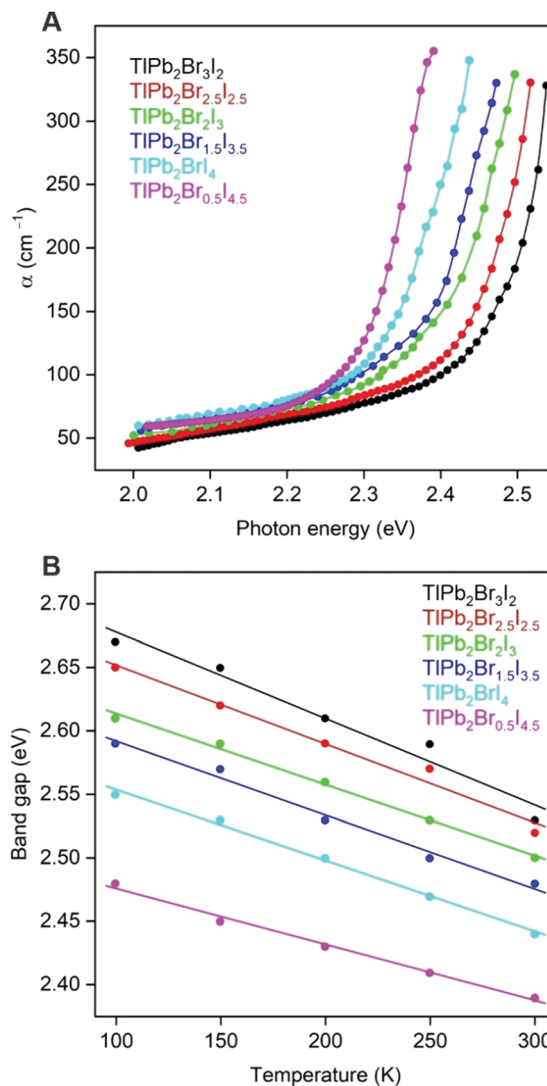 A
350
300
250
200
150
100
50
α (cm⁻¹)
TlPb₂Br₃I₂
TlPb₂Br₂.₅I₂.₅
TlPb₂Br₂I₃
TlPb₂Br₁.₅I₃.₅
TlPb₂BrI₄
TlPb₂Br₀.₅I₄.₅
2.0 2.1 2.2 2.3 2.4 2.5
Photon energy (eV)
B
2.70
2.65
2.60
2.55
2.50
2.45
2.40
Band gap (eV)
TlPb₂Br₃I₂
TlPb₂Br₂.₅I₂.₅
TlPb₂Br₂I₃
TlPb₂Br₁.₅I₃.₅
TlPb₂BrI₄
TlPb₂Br₀.₅I₄.₅
100 150 200 250 300
Temperature (K)